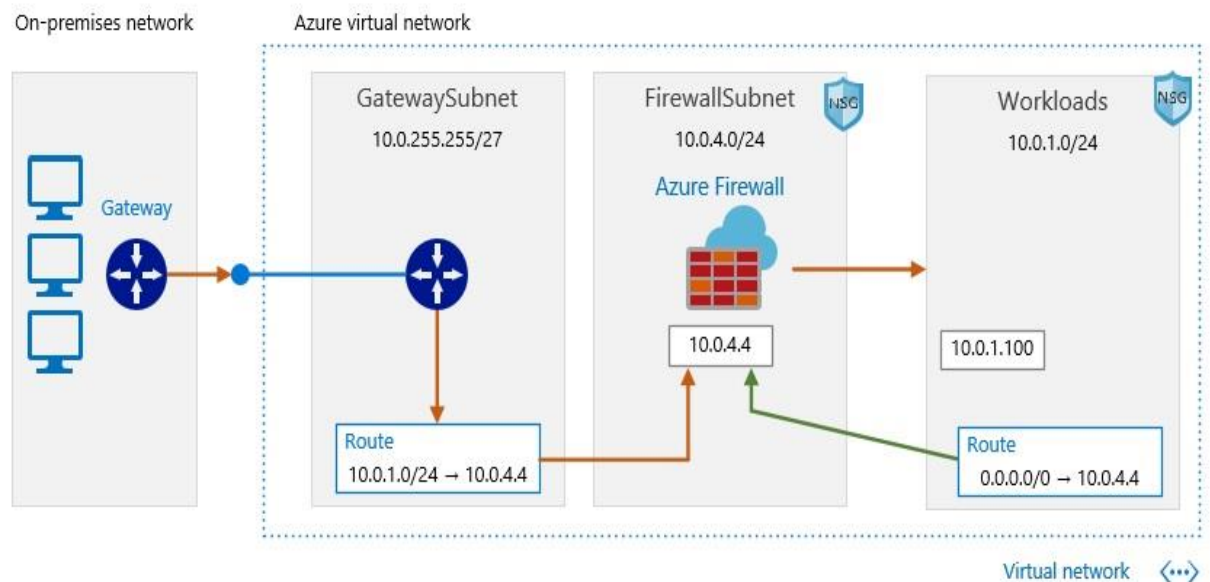 On-premises network
Azure virtual network
GatewaySubnet
10.0.255.255/27
FirewallSubnet
NSG
10.0.4.0/24
Workloads
NSG
10.0.1.0/24
Azure Firewall
Gateway
10.0.4.4
10.0.1.100
Route
10.0.1.0/24 → 10.0.4.4
Route
0.0.0.0/0 → 10.0.4.4
Virtual network